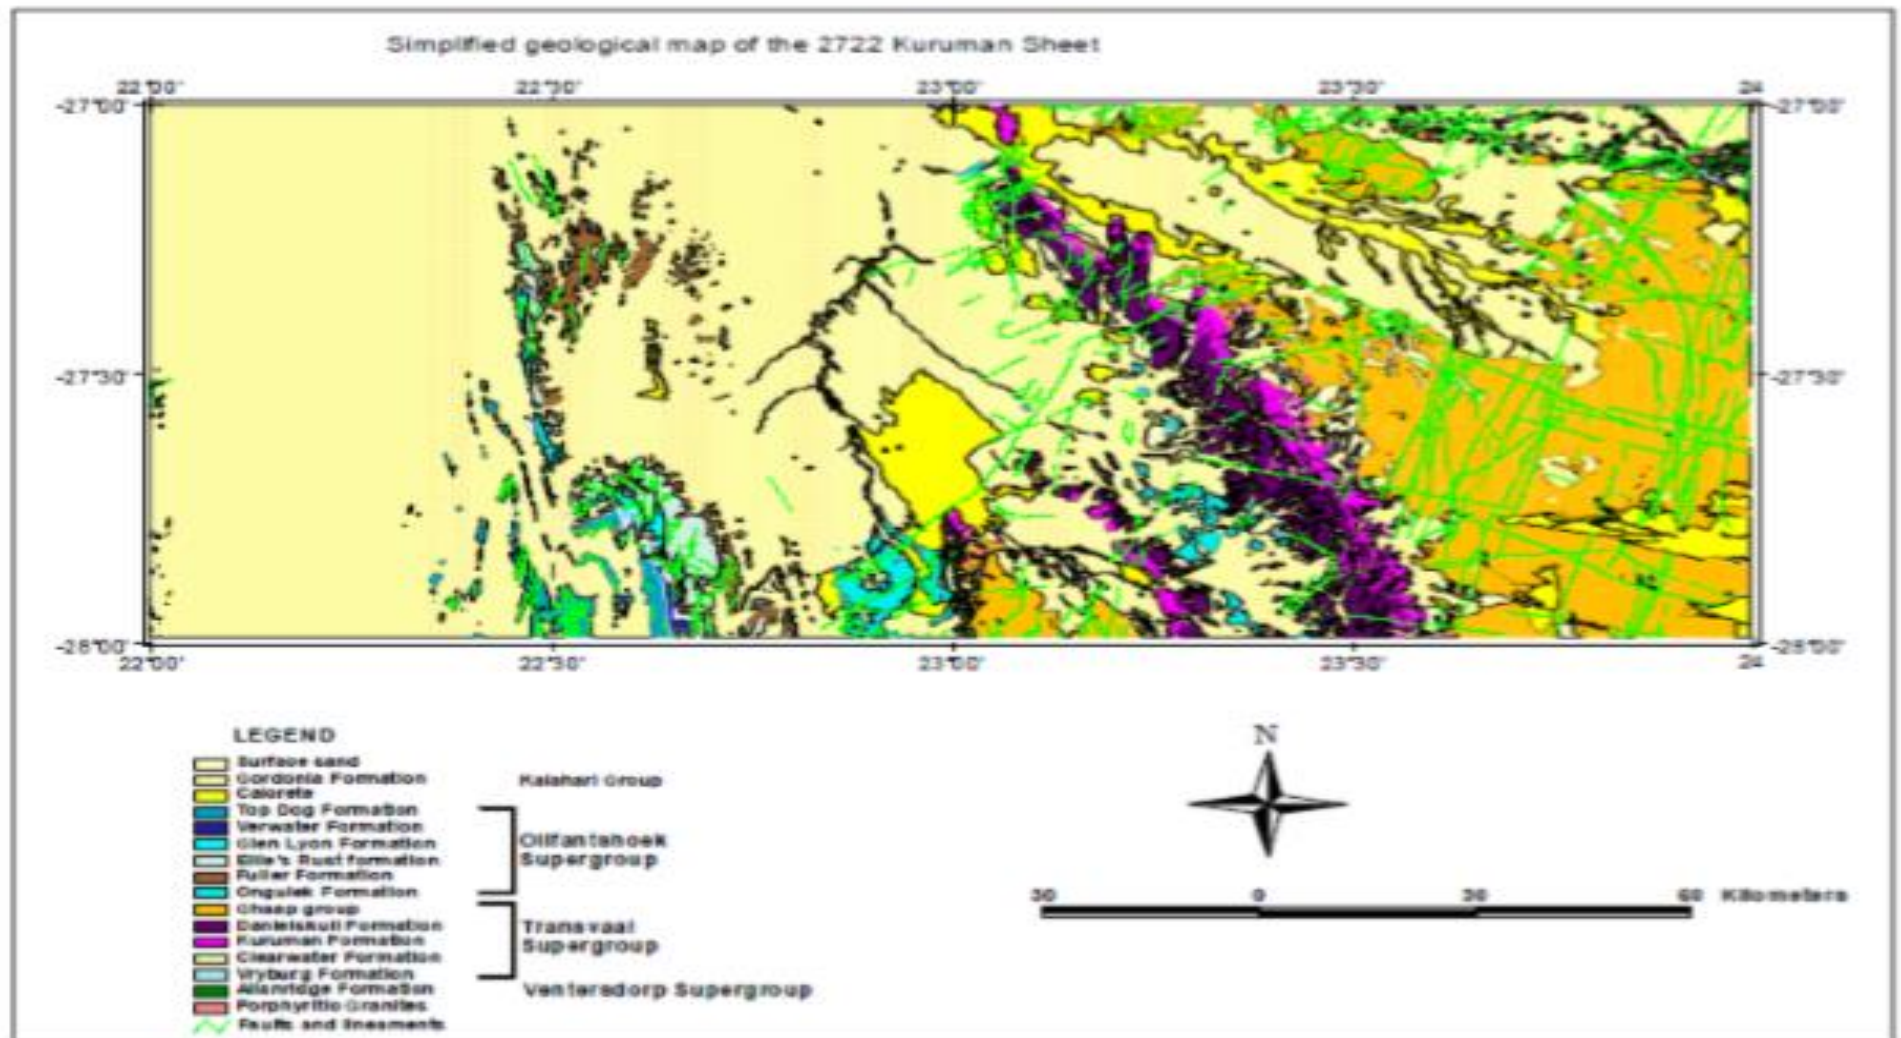 Simplified geological map of the 2722 Kuruman Sheet
22°00' 22°30' 23°00' 23°30' 24
-27°00' -27°00'
-27°30' -27°30'
-28°00' -28°00'
22°00' 22°30' 23°00' 23°30' 24
LEGEND
Surface sand
Gordonia Formation
Kalahari Group
Calcrete
Top Dog Formation
Verwater Formation
Glen Lyon Formation
Olifantshoek
Supergroup
Ellie's Rust formation
Fuller Formation
Ongulek Formation
Ghaap group
Danielskuil Formation
Transvaal
Supergroup
Kuruman Formation
Clearwater Formation
Vryburg Formation
Allanridge Formation
Ventersdorp Supergroup
Porphyritic Granites
Faults and lineaments
N
30 0 30 60 Kilometers